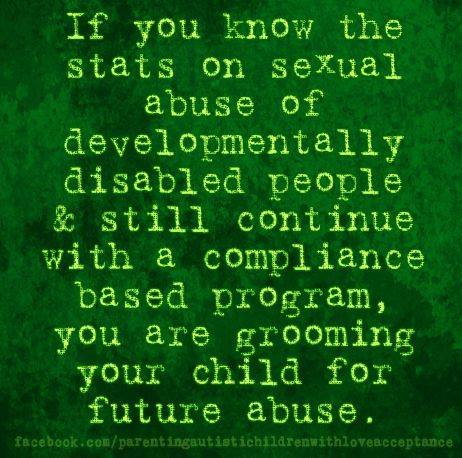 If you know the
stats on sexual
abuse of
developmentally
disabled people
& still continue
with a compliance
based program,
you are grooming
your child for
future abuse.
facebook.com/parentingautistichildrenwithloveacceptance